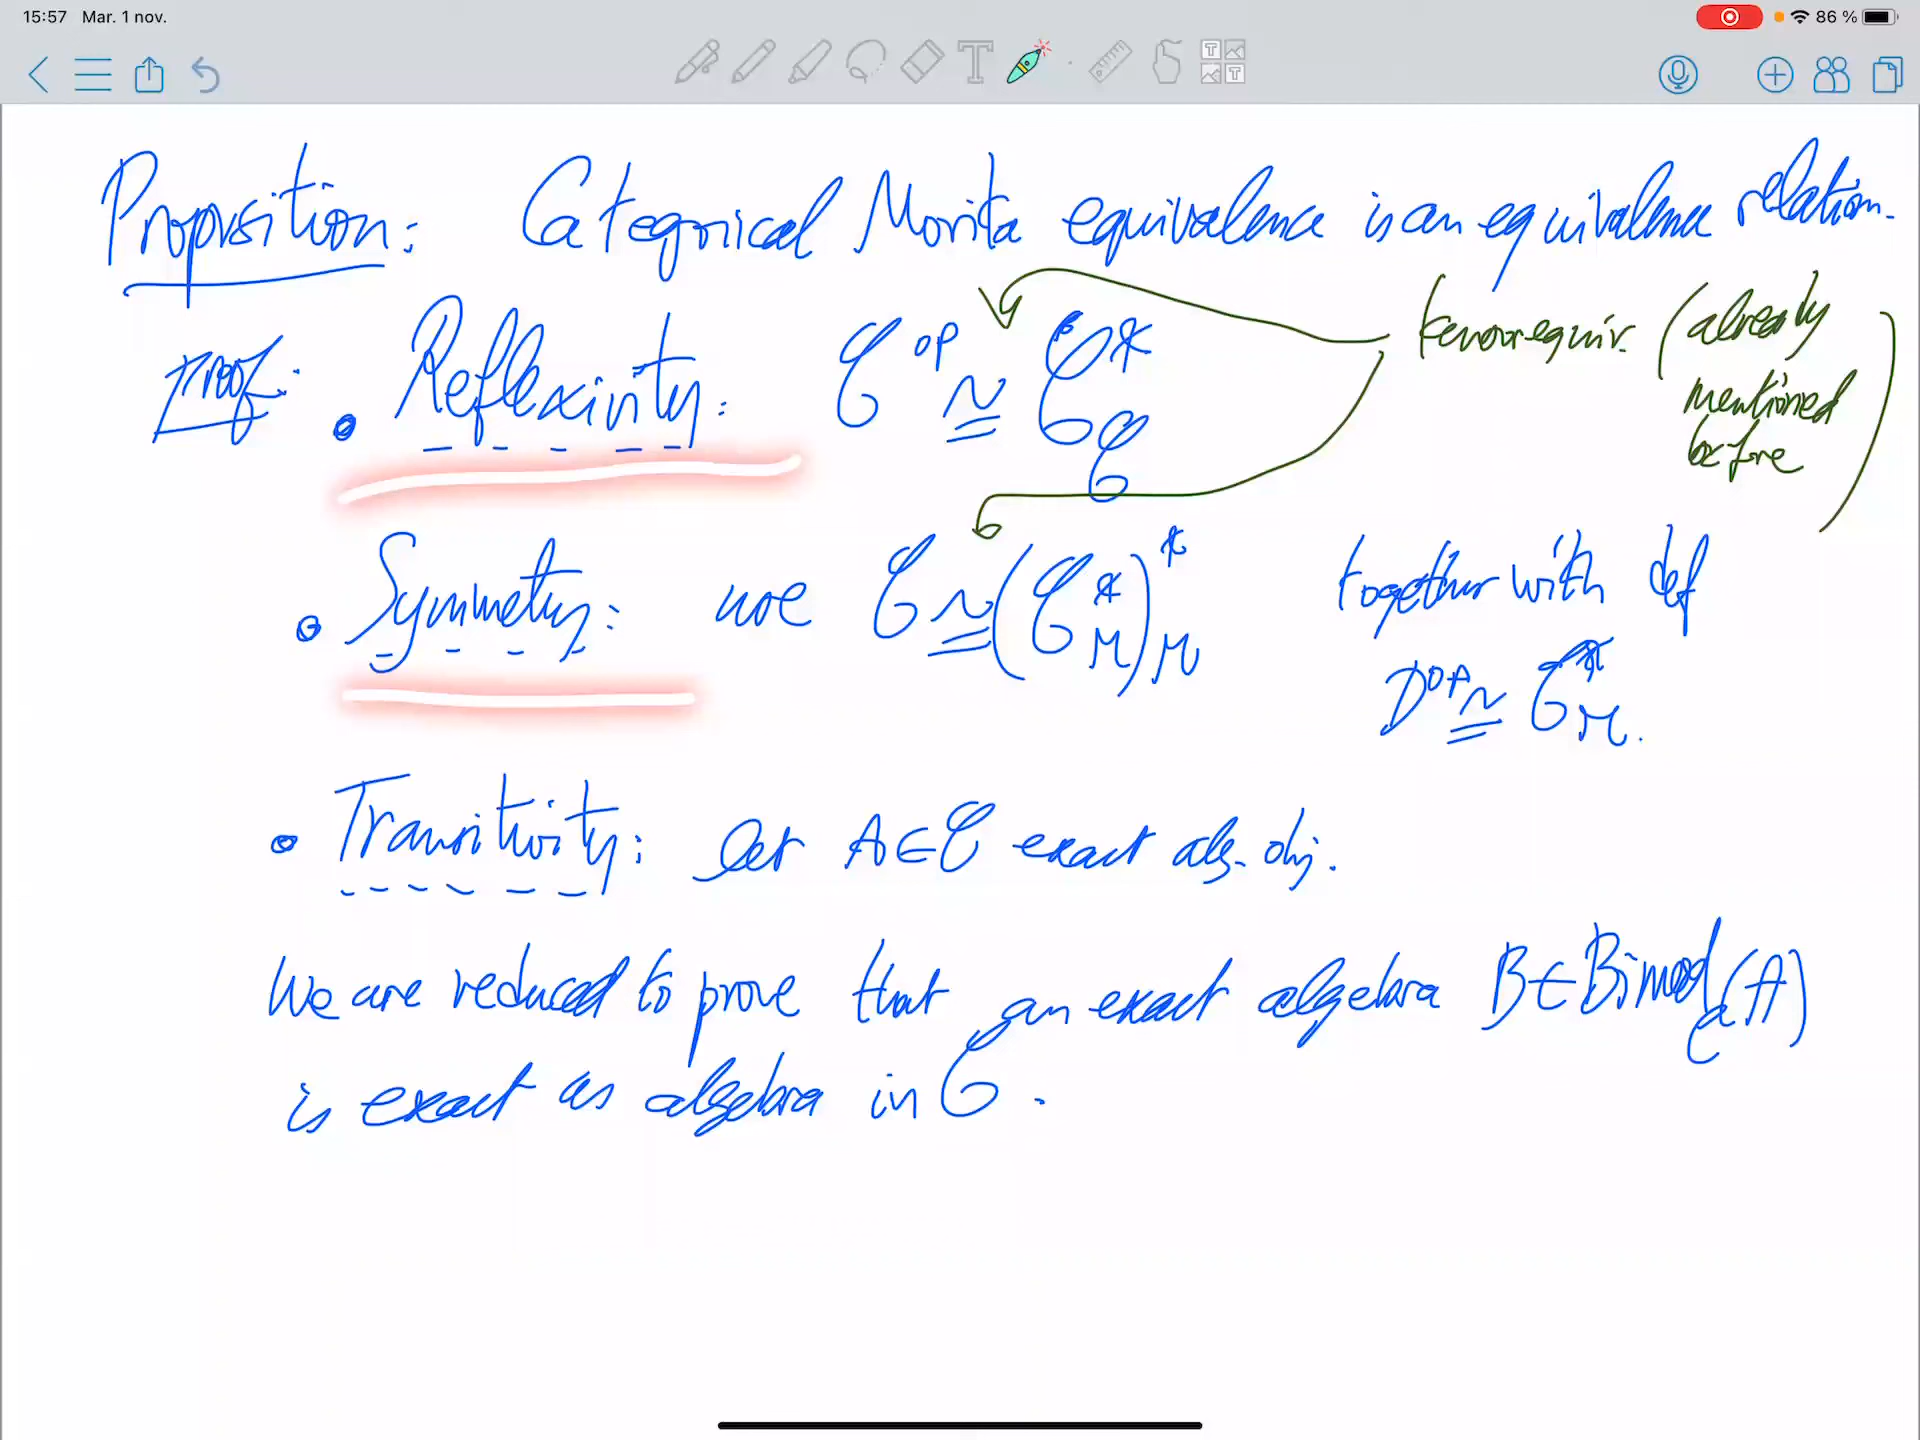 15:57 Mar. 1 nov. 86 %
Proposition: Categorical Morita equivalence is an equivalence relation.
Proof: • Reflexivity: 𝒞^op ≅ 𝒞*_𝒞 tensor equiv. (already
mentioned
before)
• Symmetry: use 𝒞 ≅ (𝒞*_M)*_M together with def
D^op ≅ 𝒞*_M.
• Transitivity: let A ∈ 𝒞 exact alg. obj.
We are reduced to prove that an exact algebra B ∈ Bimod_𝒞(A)
is exact as algebra in 𝒞.